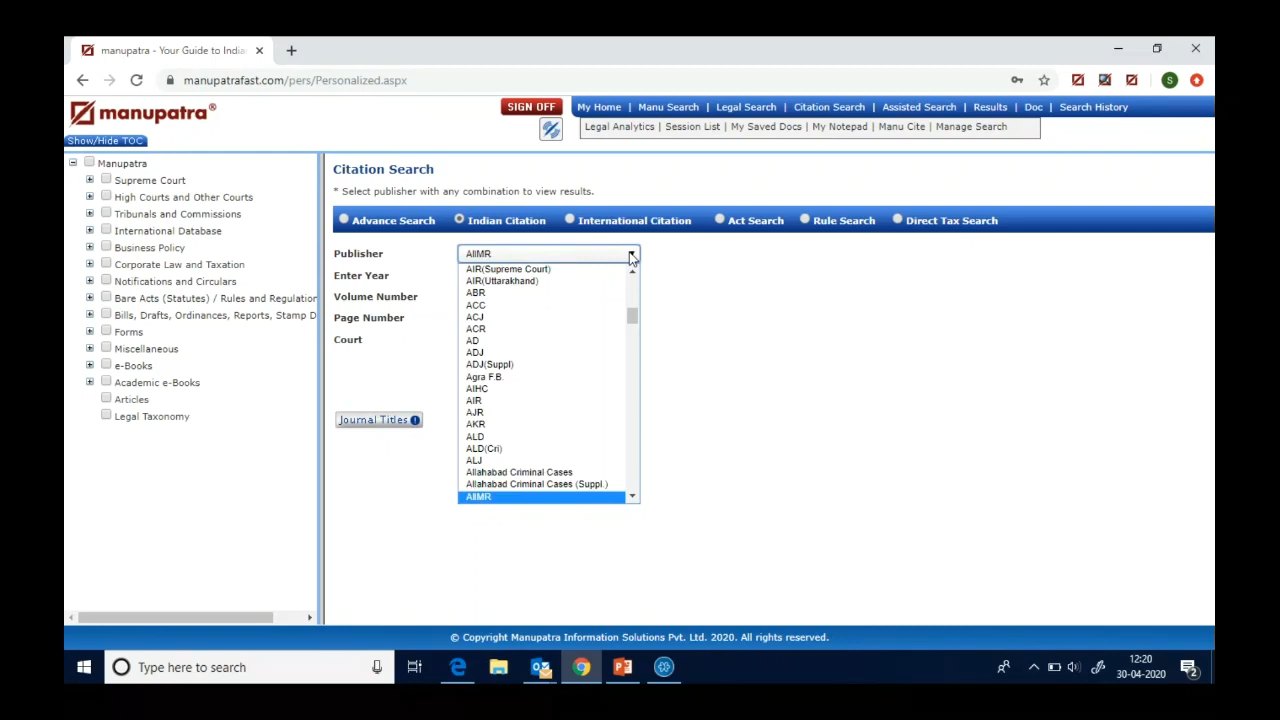 manupatra - Your Guide to India
manupatrafast.com/pers/Personalized.aspx
S
manupatra®
SIGN OFF
My Home | Manu Search | Legal Search | Citation Search | Assisted Search | Results | Doc | Search History
Legal Analytics | Session List | My Saved Docs | My Notepad | Manu Cite | Manage Search
Show/Hide TOC
Manupatra
Supreme Court
High Courts and Other Courts
Tribunals and Commissions
International Database
Business Policy
Corporate Law and Taxation
Notifications and Circulars
Bare Acts (Statutes) / Rules and Regulation
Bills, Drafts, Ordinances, Reports, Stamp D
Forms
Miscellaneous
e-Books
Academic e-Books
Articles
Legal Taxonomy
Citation Search
* Select publisher with any combination to view results.
Advance Search Indian Citation International Citation Act Search Rule Search Direct Tax Search
Publisher
AllMR
Enter Year
Volume Number
Page Number
Court
Journal Titles
AIR(Supreme Court)
AIR(Uttarakhand)
ABR
ACC
ACJ
ACR
AD
ADJ
ADJ(Suppl)
Agra F.B.
AIHC
AIR
AJR
AKR
ALD
ALD(Cri)
ALJ
Allahabad Criminal Cases
Allahabad Criminal Cases (Suppl.)
AllMR
© Copyright Manupatra Information Solutions Pvt. Ltd. 2020. All rights reserved.
Type here to search
12:20
30-04-2020
2